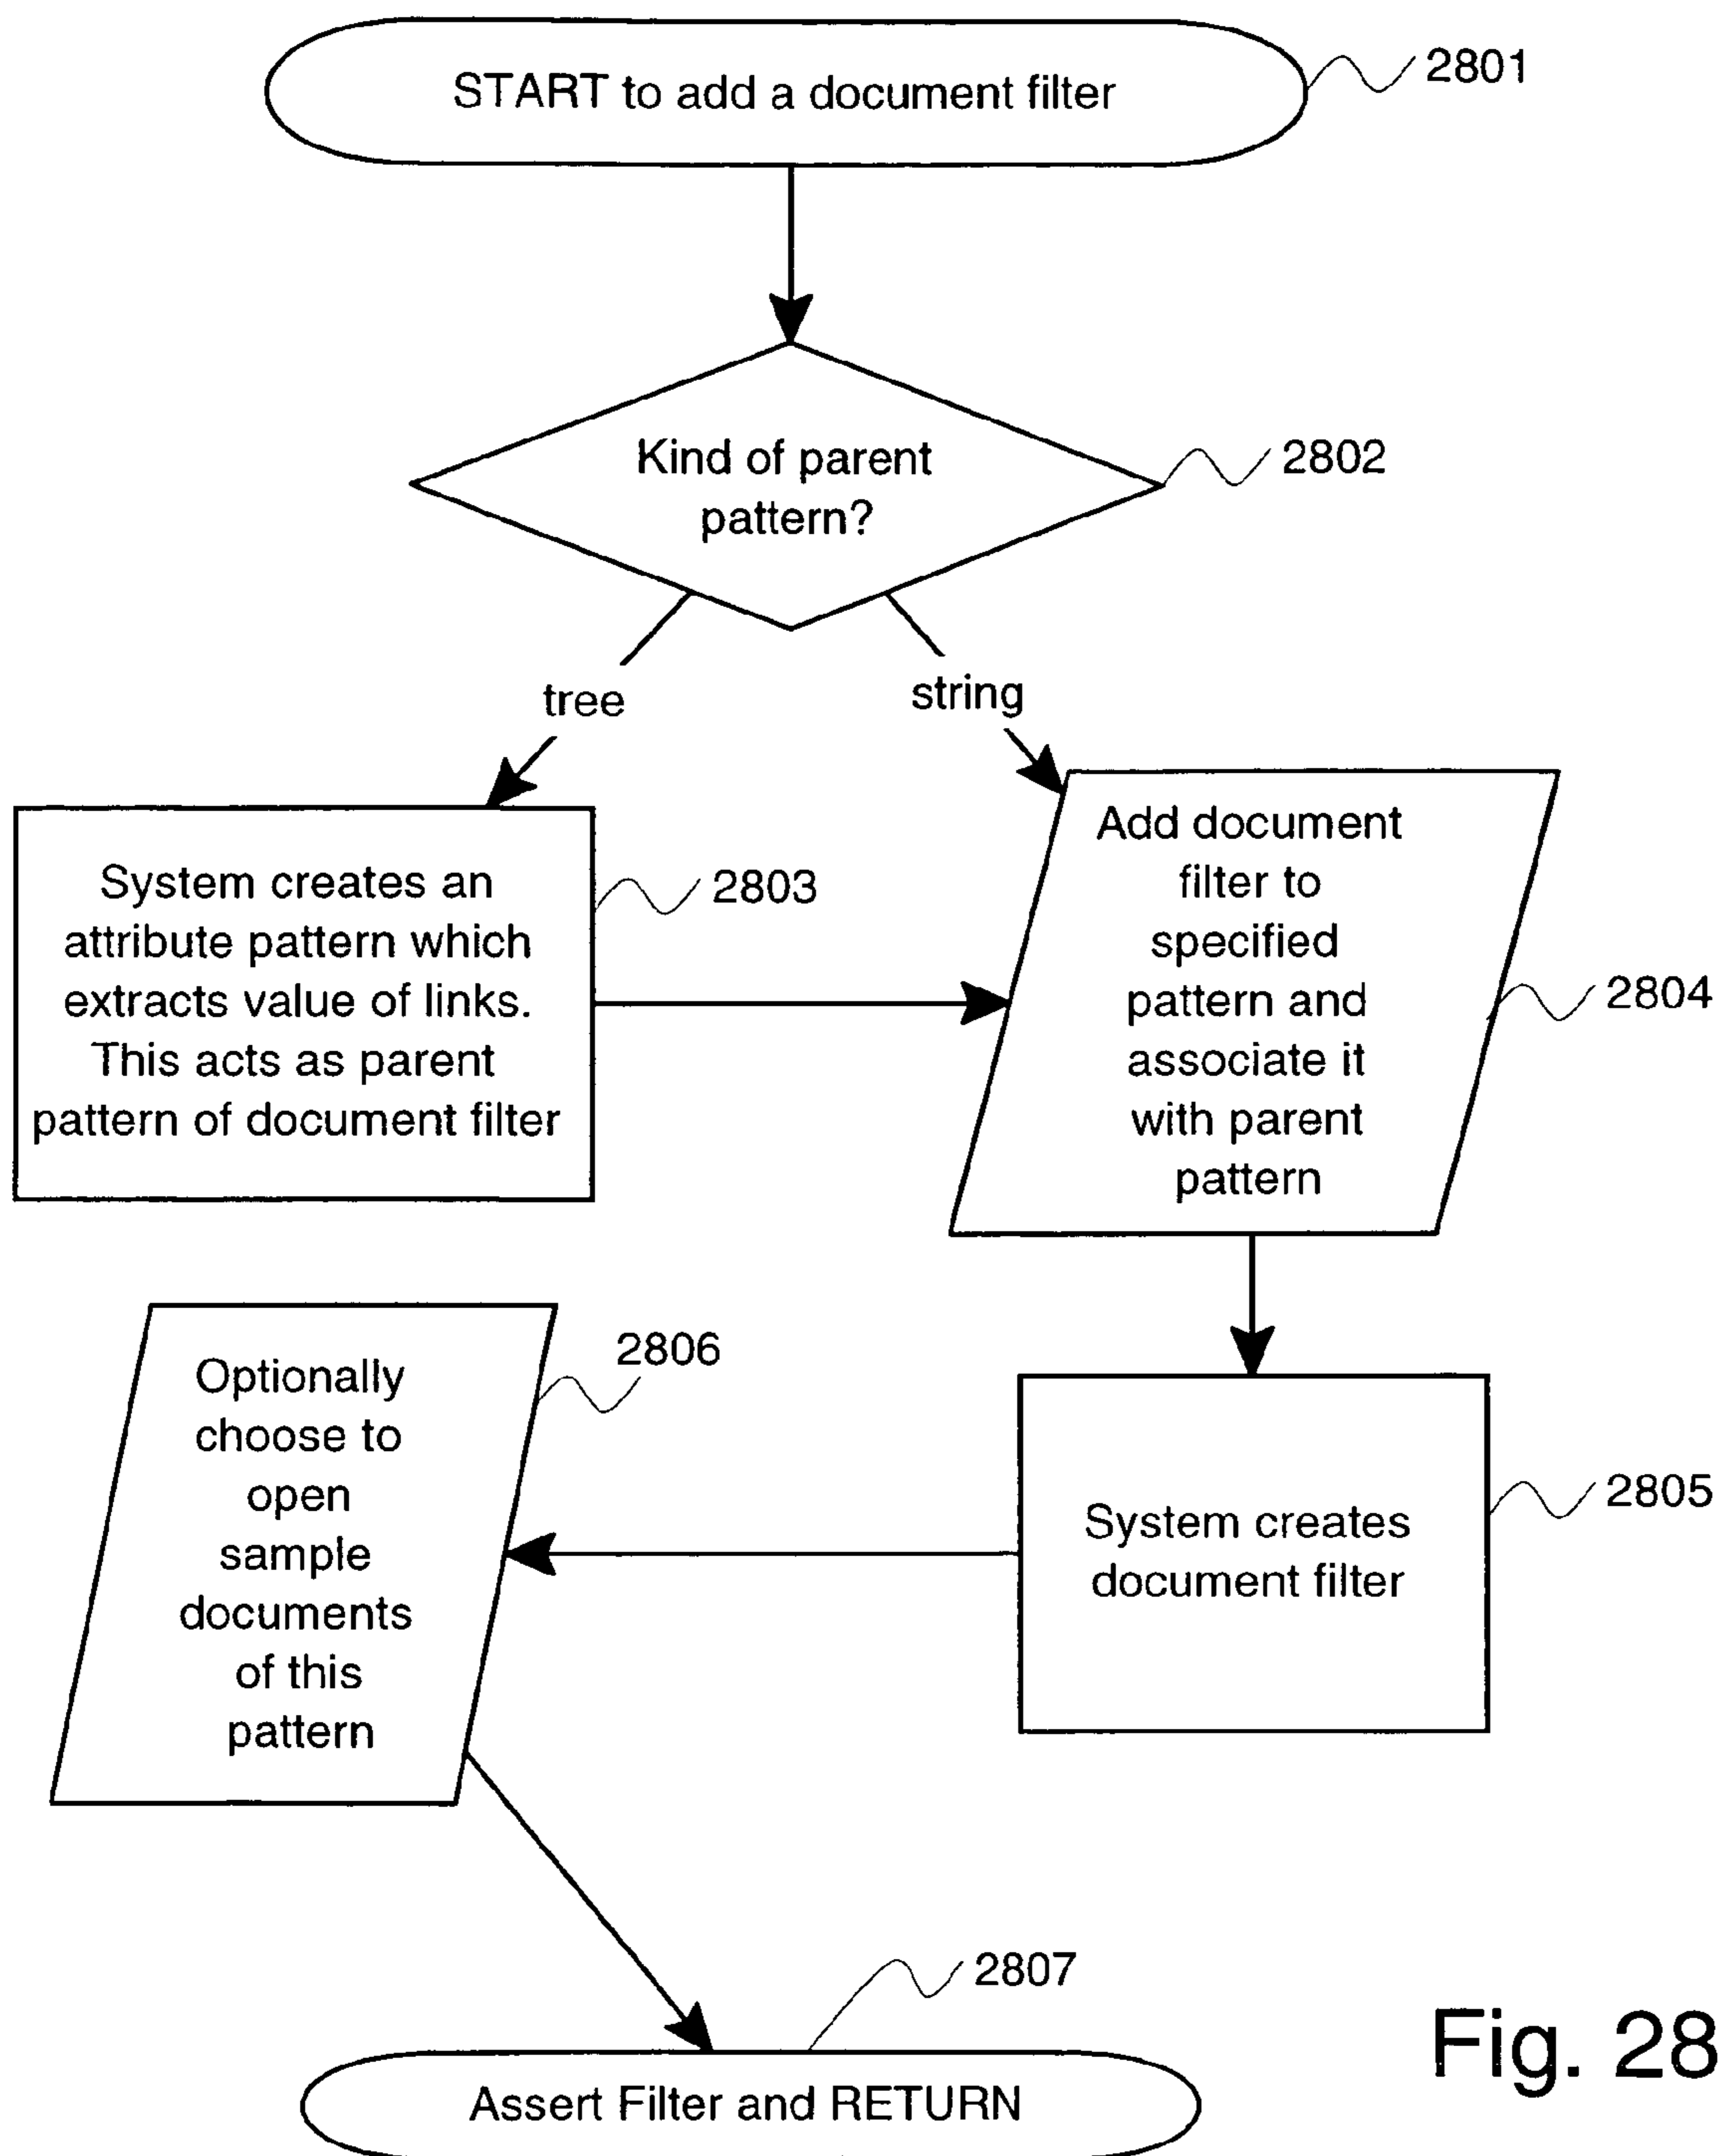 START to add a document filter
2801
Kind of parent
pattern?
2802
tree
string
System creates an
attribute pattern which
extracts value of links.
This acts as parent
pattern of document filter
2803
Add document
filter to
specified
pattern and
associate it
with parent
pattern
2804
System creates
document filter
2805
Optionally
choose to
open
sample
documents
of this
pattern
2806
Assert Filter and RETURN
2807
Fig. 28